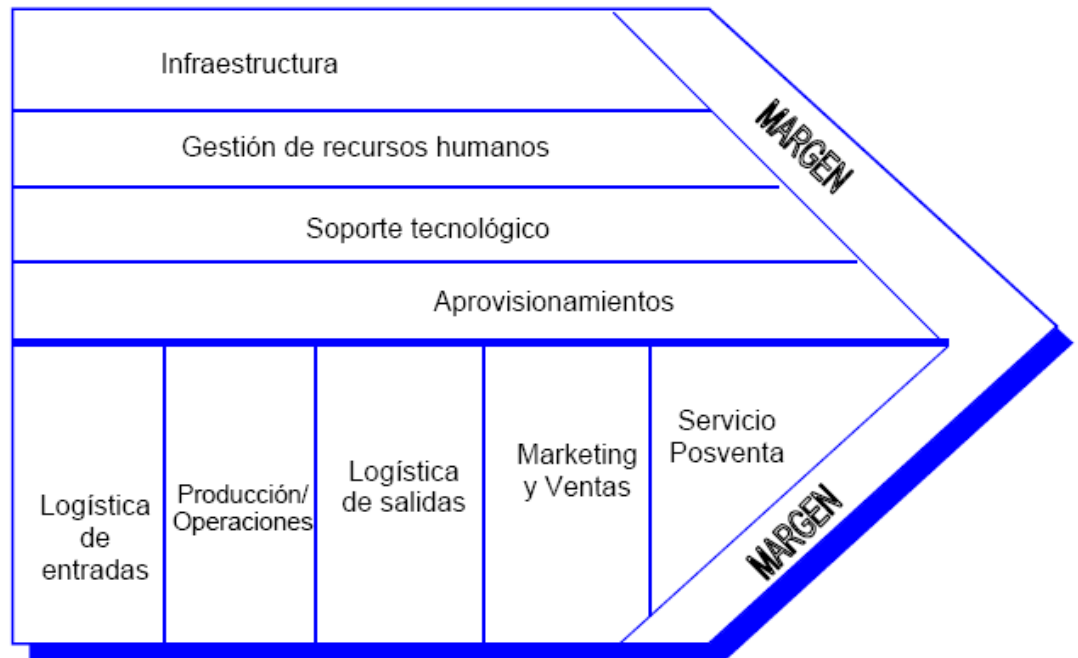 Infraestructura
MARGEN
Gestión de recursos humanos
Soporte tecnológico
Aprovisionamientos
Logística
de
entradas
Producción/
Operaciones
Logística
de salidas
Marketing
y Ventas
Servicio
Posventa
MARGEN